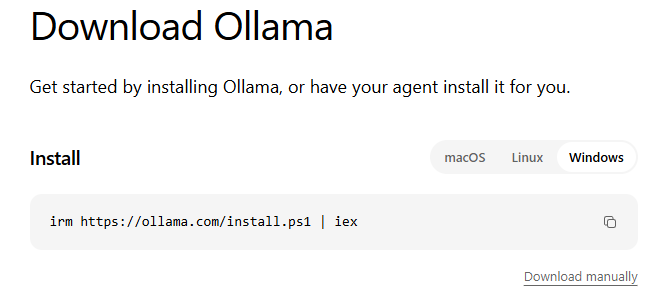 Download Ollama
Get started by installing Ollama, or have your agent install it for you.
Install
macOS Linux Windows
irm https://ollama.com/install.ps1 | iex
Download manually